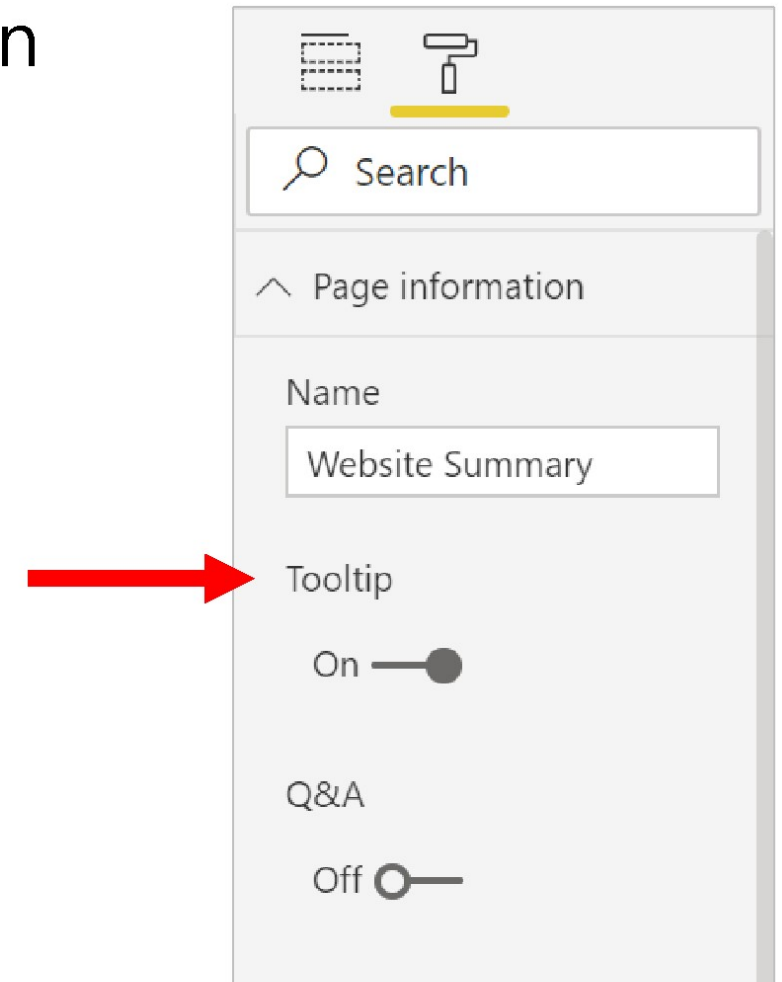 n
Search
Page information
Name
Website Summary
Tooltip
On
Q&A
Off